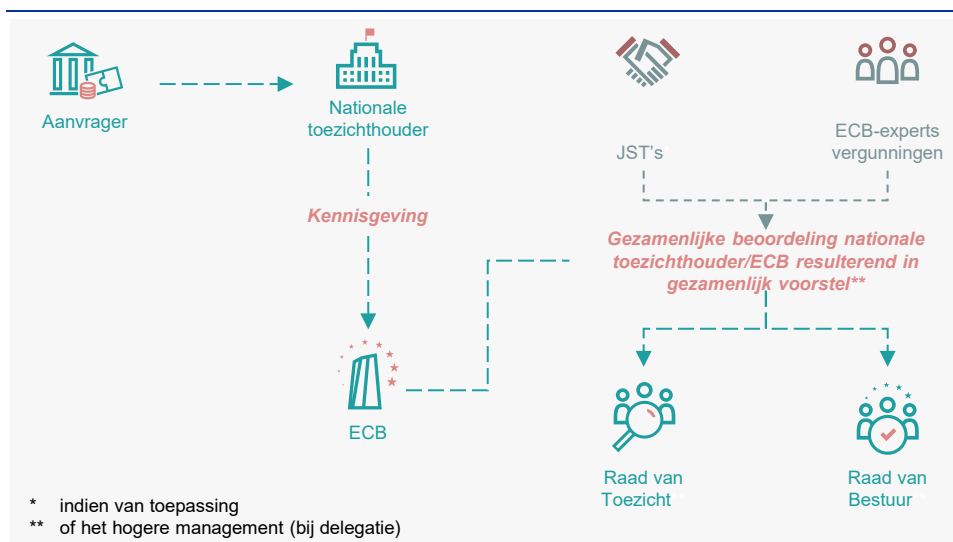 Aanvrager
Nationale
toezichthouder
JST's*
ECB-experts
vergunningen
Kennisgeving
Gezamenlijke beoordeling nationale
toezichthouder/ECB resulterend in
gezamenlijk voorstel**
ECB
Raad van
Toezicht**
Raad van
Bestuur**
* indien van toepassing
** of het hogere management (bij delegatie)